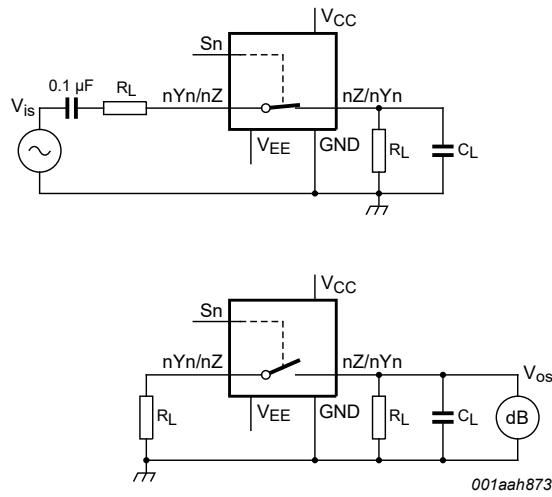 VCC
Sn
0.1 µF RL nYn/nZ nZ/nYn
Vis
RL CL
VEE GND
VCC
Sn
nYn/nZ nZ/nYn Vos
RL VEE GND RL CL dB
001aah873